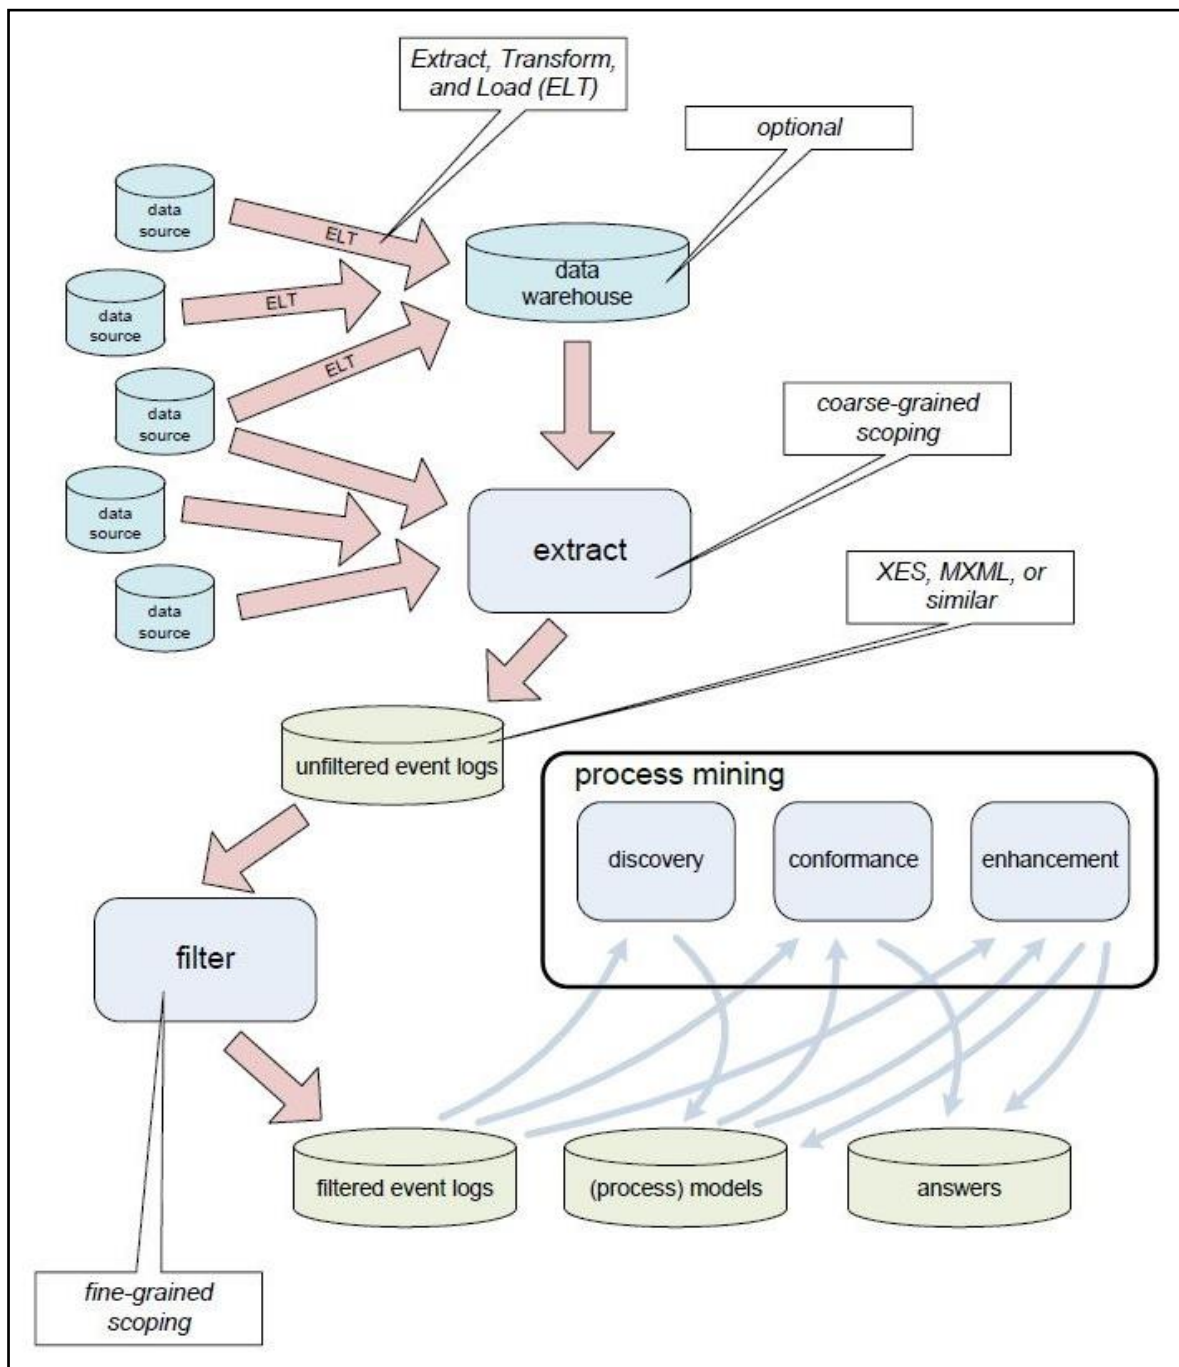 Extract, Transform,
and Load (ELT)
optional
data
source
ELT
data
warehouse
data
source
ELT
data
source
ELT
coarse-grained
scoping
data
source
extract
XES, MXML, or
similar
data
source
unfiltered event logs
process mining
discovery
conformance
enhancement
filter
filtered event logs
(process) models
answers
fine-grained
scoping